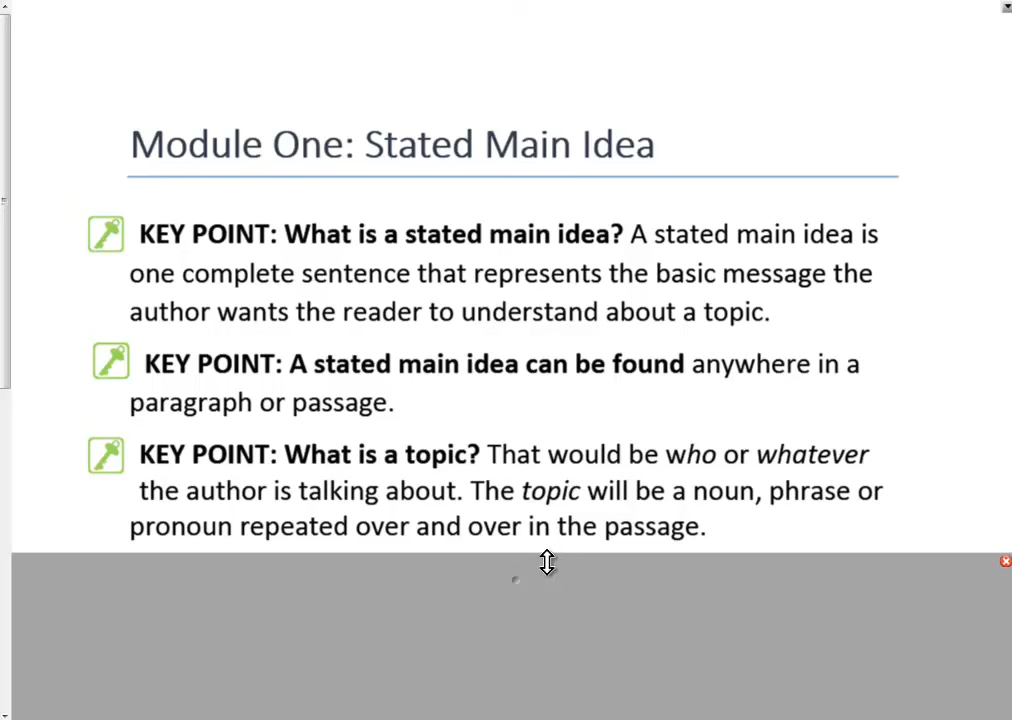 Module One: Stated Main Idea
KEY POINT: What is a stated main idea? A stated main idea is
one complete sentence that represents the basic message the
author wants the reader to understand about a topic.
KEY POINT: A stated main idea can be found anywhere in a
paragraph or passage.
KEY POINT: What is a topic? That would be who or whatever
the author is talking about. The topic will be a noun, phrase or
pronoun repeated over and over in the passage.